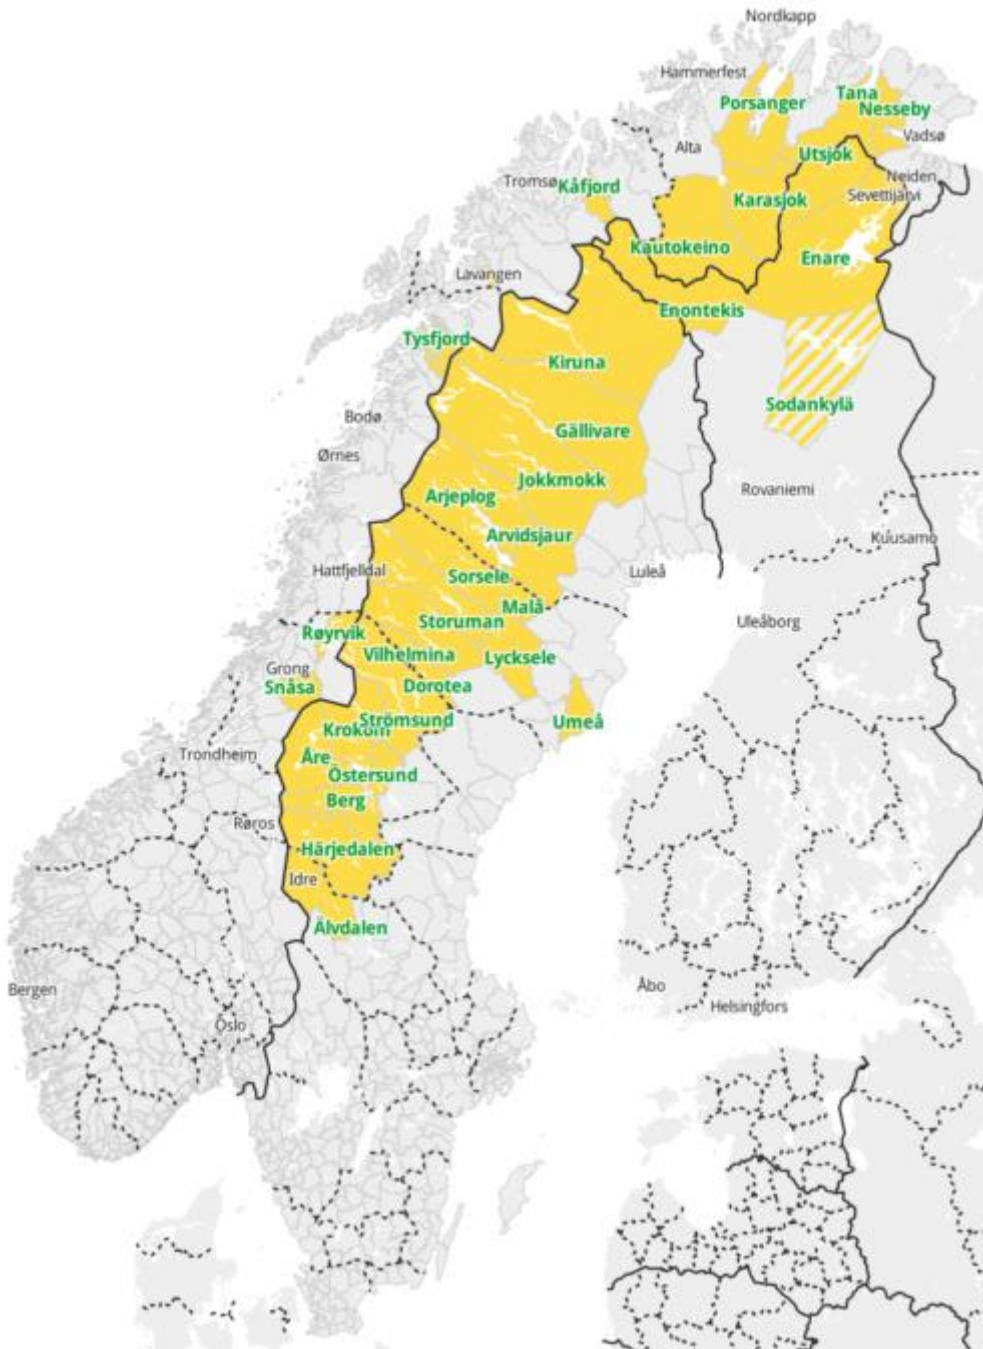 Nordkapp
Hammerfest
Porsanger
Tana
Nesseby
Vadsø
Alta
Utsjok
Neiden
Tromsø
Kåfjord
Karasjok
Sevettijärvi
Kautokeino
Enare
Lavangen
Enontekis
Tysfjord
Kiruna
Sodankylä
Bodø
Gällivare
Ørnes
Jokkmokk
Rovaniemi
Arjeplog
Arvidsjaur
Kuusamo
Hattfjelldal
Sorsele
Luleå
Malå
Storuman
Uleåborg
Røyrvik
Vilhelmina
Lycksele
Grong
Snåsa
Dorotea
Strömsund
Umeå
Krokom
Trondheim
Åre
Östersund
Berg
Røros
Härjedalen
Idre
Älvdalen
Bergen
Åbo
Helsingfors
Oslo